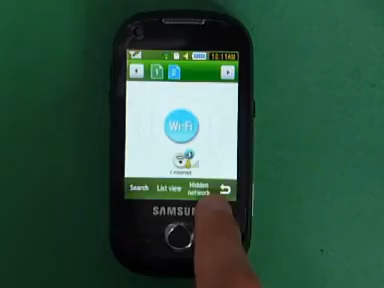 10:11AM
1 2
Wi-Fi
Search List view Hidden network
SAMSUNG